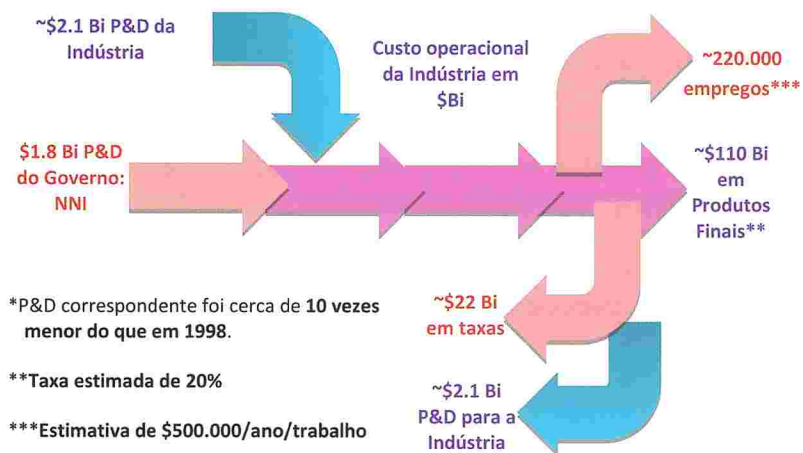 ~$2.1 Bi P&D da
Indústria
Custo operacional
da Indústria em
$Bi
~220.000
empregos***
$1.8 Bi P&D
do Governo:
NNI
~$110 Bi
em
Produtos
Finais**
*P&D correspondente foi cerca de 10 vezes
menor do que em 1998.
**Taxa estimada de 20%
***Estimativa de $500.000/ano/trabalho
~$22 Bi
em taxas
~$2.1 Bi
P&D para a
Indústria